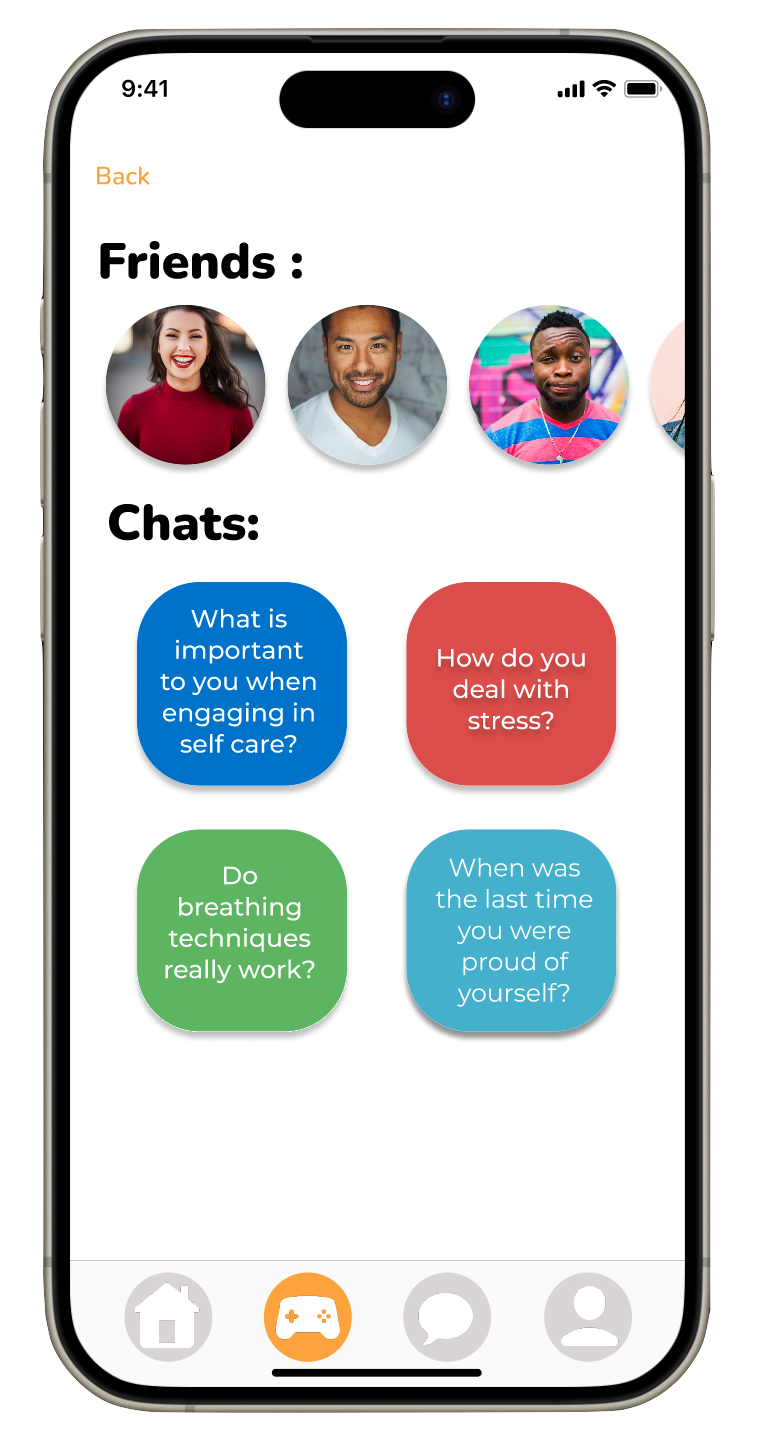 9:41
Back
Friends :
Chats:
What is
important
to you when
engaging in
self care?
How do you
deal with
stress?
Do
breathing
techniques
really work?
When was
the last time
you were
proud of
yourself?